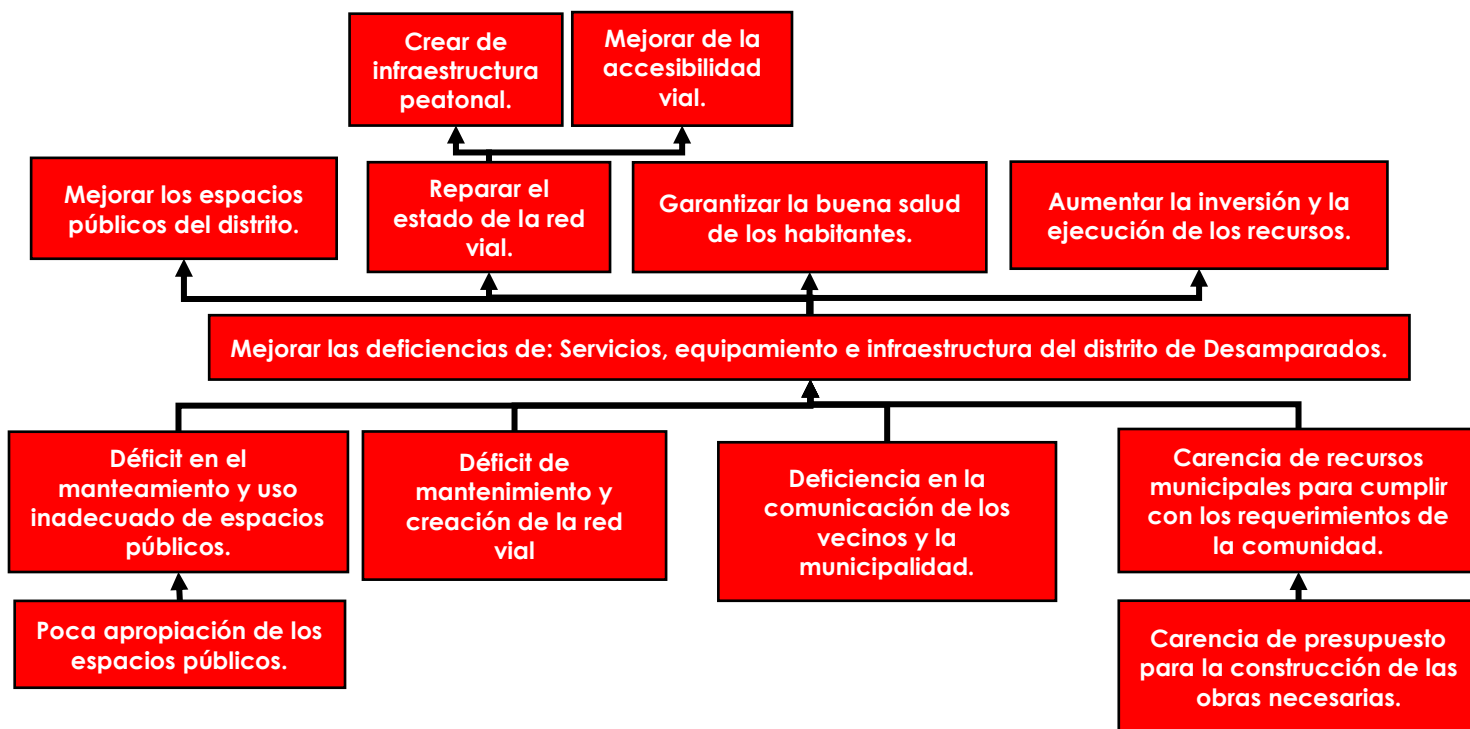 Crear de
infraestructura
peatonal.
Mejorar de la
accesibilidad
vial.
Mejorar los espacios
públicos del distrito.
Reparar el
estado de la red
vial.
Garantizar la buena salud
de los habitantes.
Aumentar la inversión y la
ejecución de los recursos.
Mejorar las deficiencias de: Servicios, equipamiento e infraestructura del distrito de Desamparados.
Déficit en el
manteamiento y uso
inadecuado de espacios
públicos.
Déficit de
mantenimiento y
creación de la red
vial
Deficiencia en la
comunicación de los
vecinos y la
municipalidad.
Carencia de recursos
municipales para cumplir
con los requerimientos de
la comunidad.
Poca apropiación de los
espacios públicos.
Carencia de presupuesto
para la construcción de las
obras necesarias.